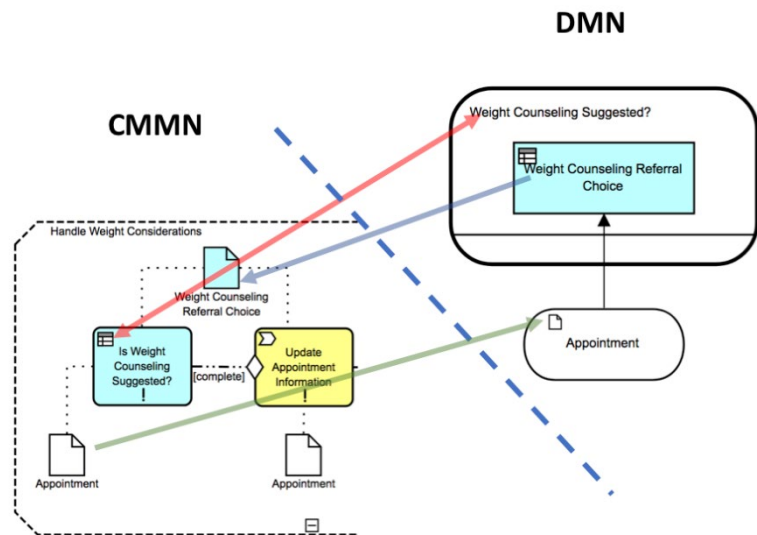 DMN
CMMN
Weight Counseling Suggested?
Weight Counseling Referral
Choice
Handle Weight Considerations
Weight Counseling
Referral Choice
Is Weight
Counseling
Suggested?
!
[complete]
Update
Appointment
Information
!
Appointment
Appointment
Appointment